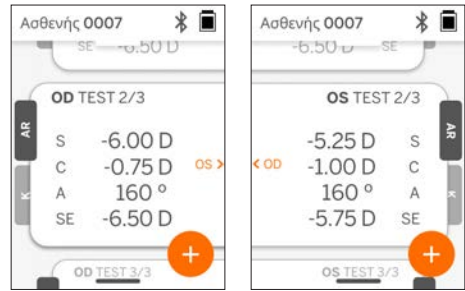 Ασθενής 0007
SE -6.50 D
OD TEST 2/3
AR
K
S -6.00 D
C -0.75 D
A 160 º
SE -6.50 D
OS >
OD TEST 3/3
Ασθενής 0007
-6.50 D SE
OS TEST 2/3
AR
K
-5.25 D S
-1.00 D C
160 º A
-5.75 D SE
< OD
OS TEST 3/3